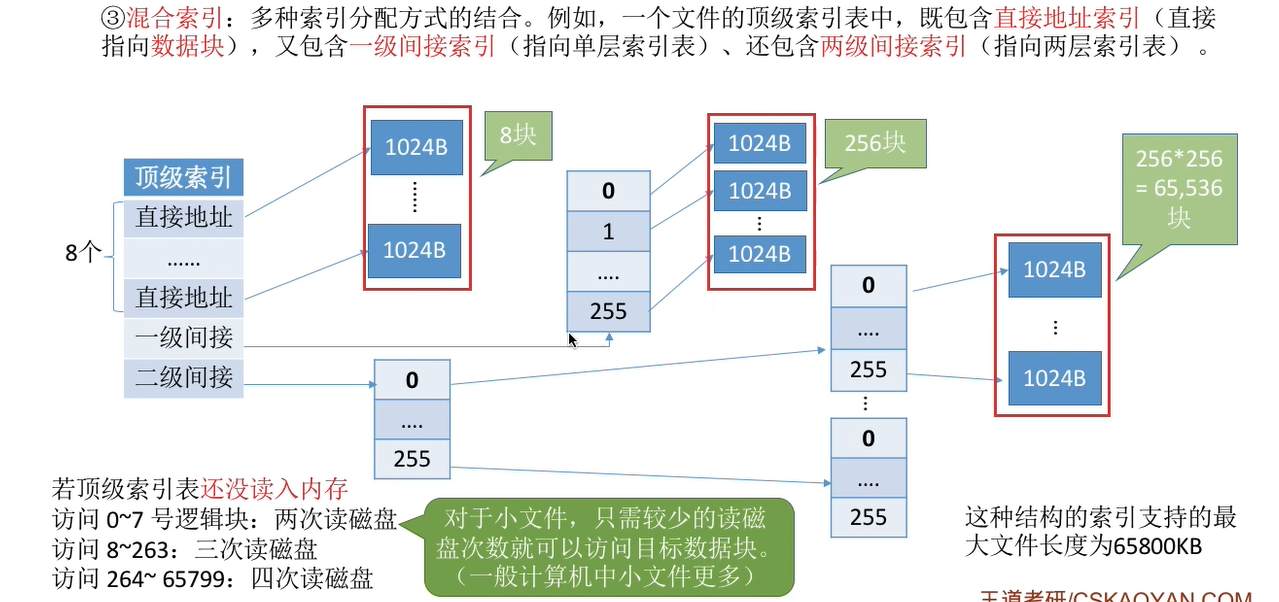 ③混合索引：多种索引分配方式的结合。例如，一个文件的顶级索引表中，既包含直接地址索引（直接
指向数据块），又包含一级间接索引（指向单层索引表）、还包含两级间接索引（指向两层索引表） 。
顶级索引
直接地址
......
直接地址
一级间接
二级间接
8个
1024B
1024B
8块
0
1
....
255
1024B
1024B
1024B
256块
0
....
255
0
....
255
0
....
255
1024B
1024B
256*256
= 65,536
块
若顶级索引表还没读入内存
访问 0~7 号逻辑块：两次读磁盘
访问 8~263：三次读磁盘
访问 264~ 65799：四次读磁盘
对于小文件，只需较少的读磁
盘次数就可以访问目标数据块。
（一般计算机中小文件更多）
这种结构的索引支持的最
大文件长度为65800KB
王道考研/CSKAOYAN.COM